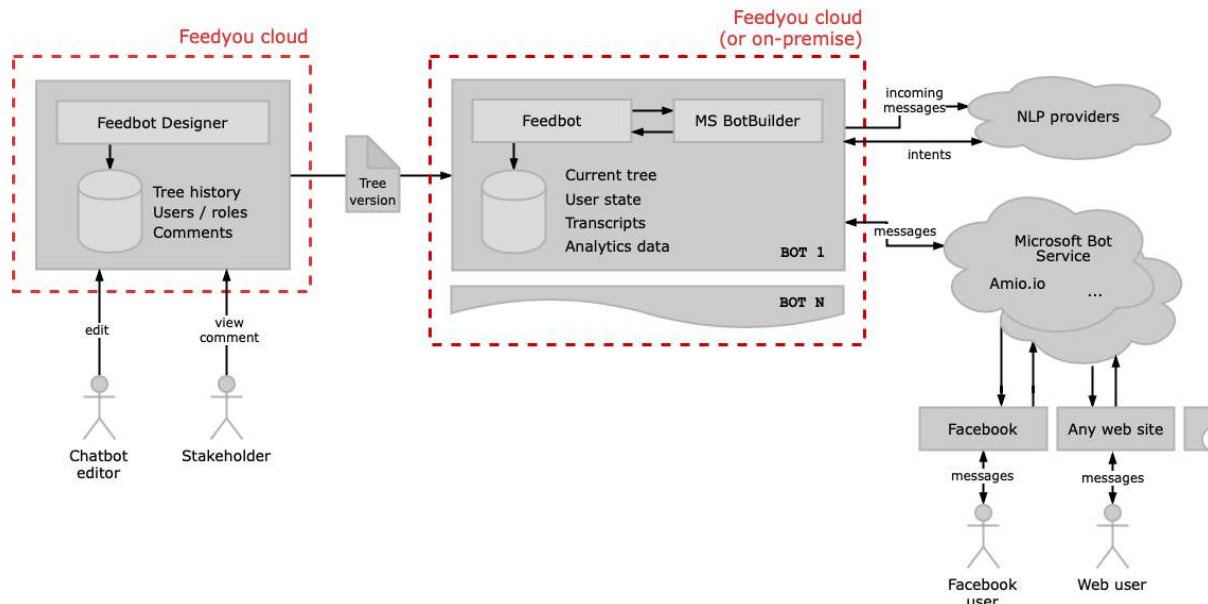 Feedyou cloud
Feedbot Designer
Tree history
Users / roles
Comments
edit
view
comment
Chatbot
editor
Stakeholder
Tree
version
Feedyou cloud
(or on-premise)
Feedbot
MS BotBuilder
Current tree
User state
Transcripts
Analytics data
BOT 1
BOT N
incoming
messages
NLP providers
intents
messages
Microsoft Bot
Service
Amio.io
...
Facebook
Any web site
messages
messages
Facebook
user
Web user